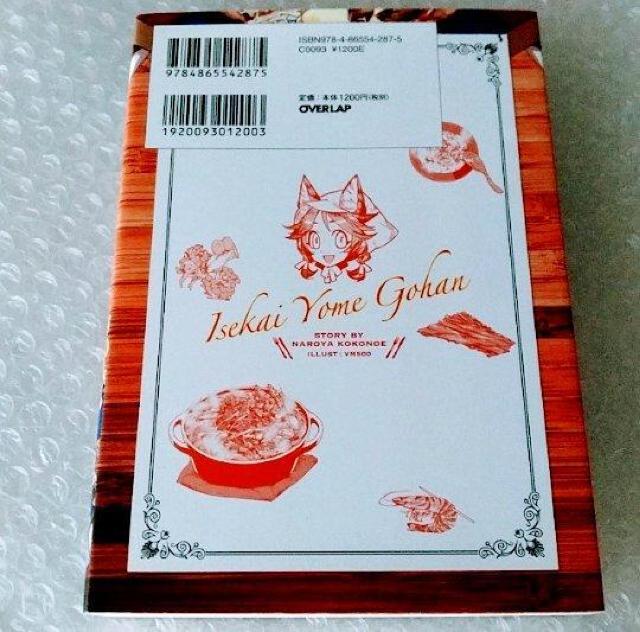 ISBN978-4-86554-287-5
C0093 ¥1200E
9784865542875
定価:本体1200円(税別)
OVERLAP
1920093012003
Isekai Yome Gohan
STORY BY
NAROYA KOKONOE
ILLUST: VM500